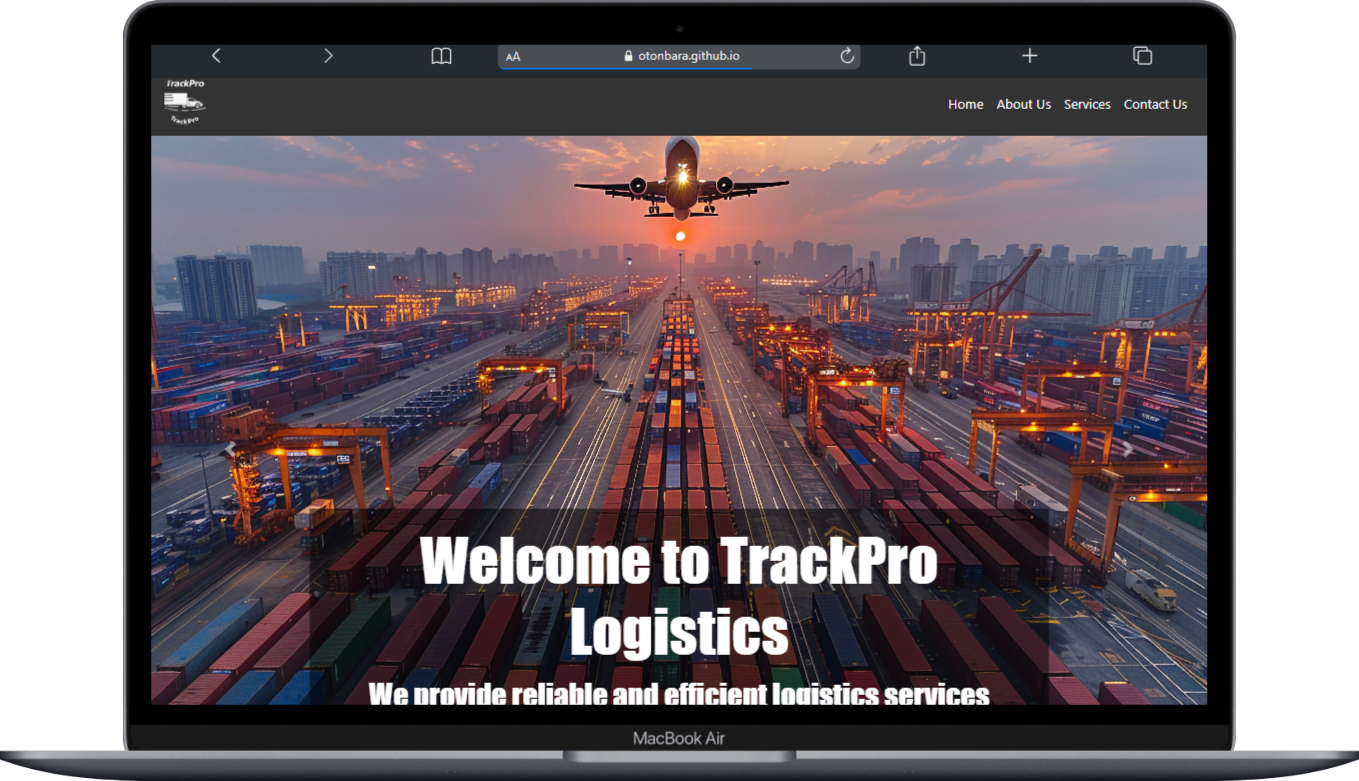 AA
otonbara.github.io
TrackPro
TrackPro
Home About Us Services Contact Us
Welcome to TrackPro
Logistics
We provide reliable and efficient logistics services
MacBook Air